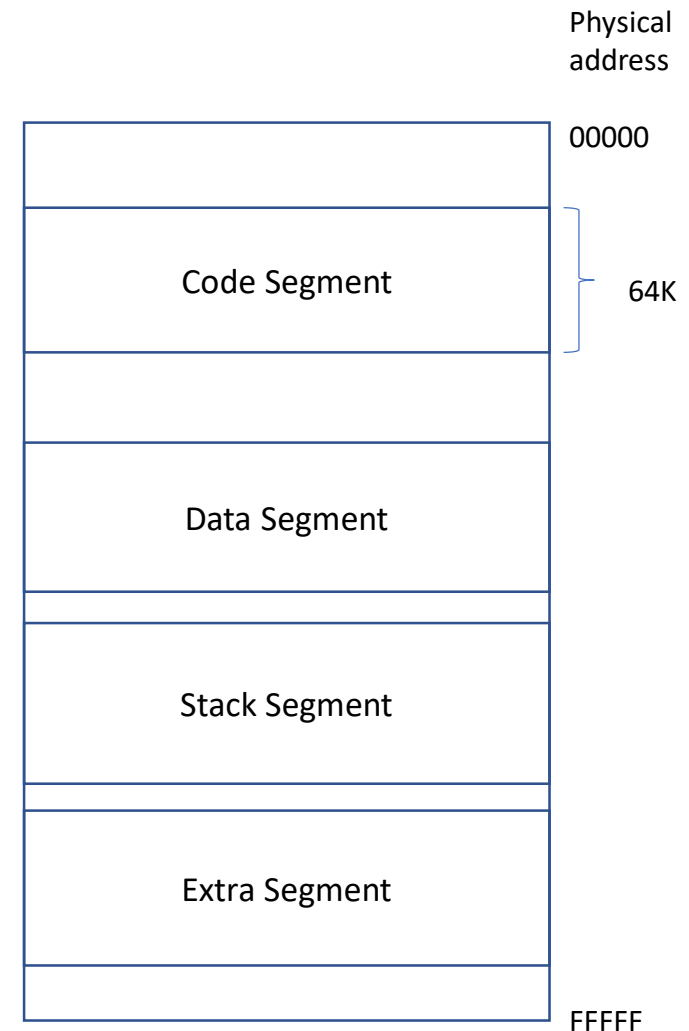 Physical
address
00000
Code Segment
64K
Data Segment
Stack Segment
Extra Segment
FFFFF